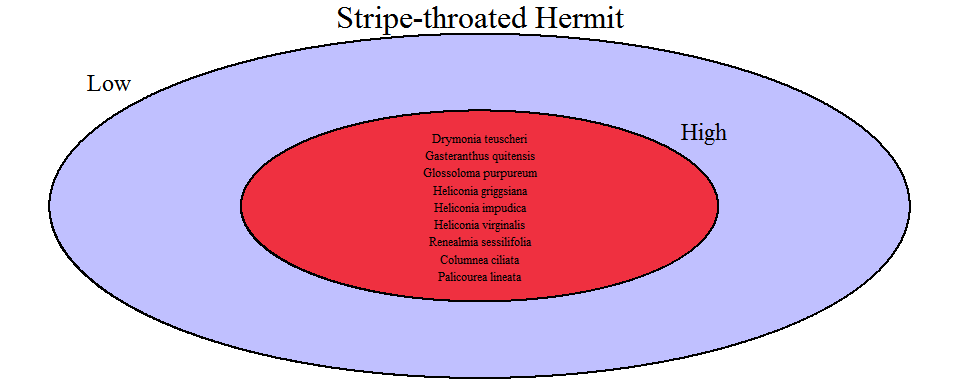 Stripe-throated Hermit
Low
High
Drymonia teuscheri
Gasteranthus quitensis
Glossoloma purpureum
Heliconia griggsiana
Heliconia impudica
Heliconia virginalis
Renealmia sessilifolia
Columnea ciliata
Palicourea lineata